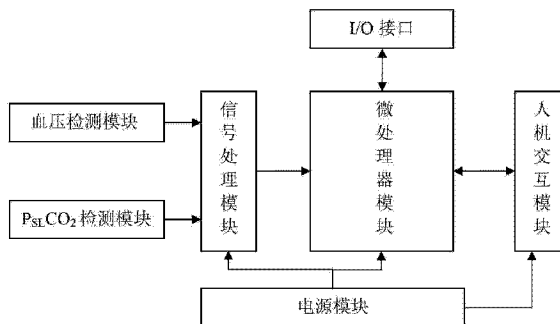 I/O 接口
血压检测模块
信号处理模块
微处理器模块
人机交互模块
P_SLCO₂ 检测模块
电源模块